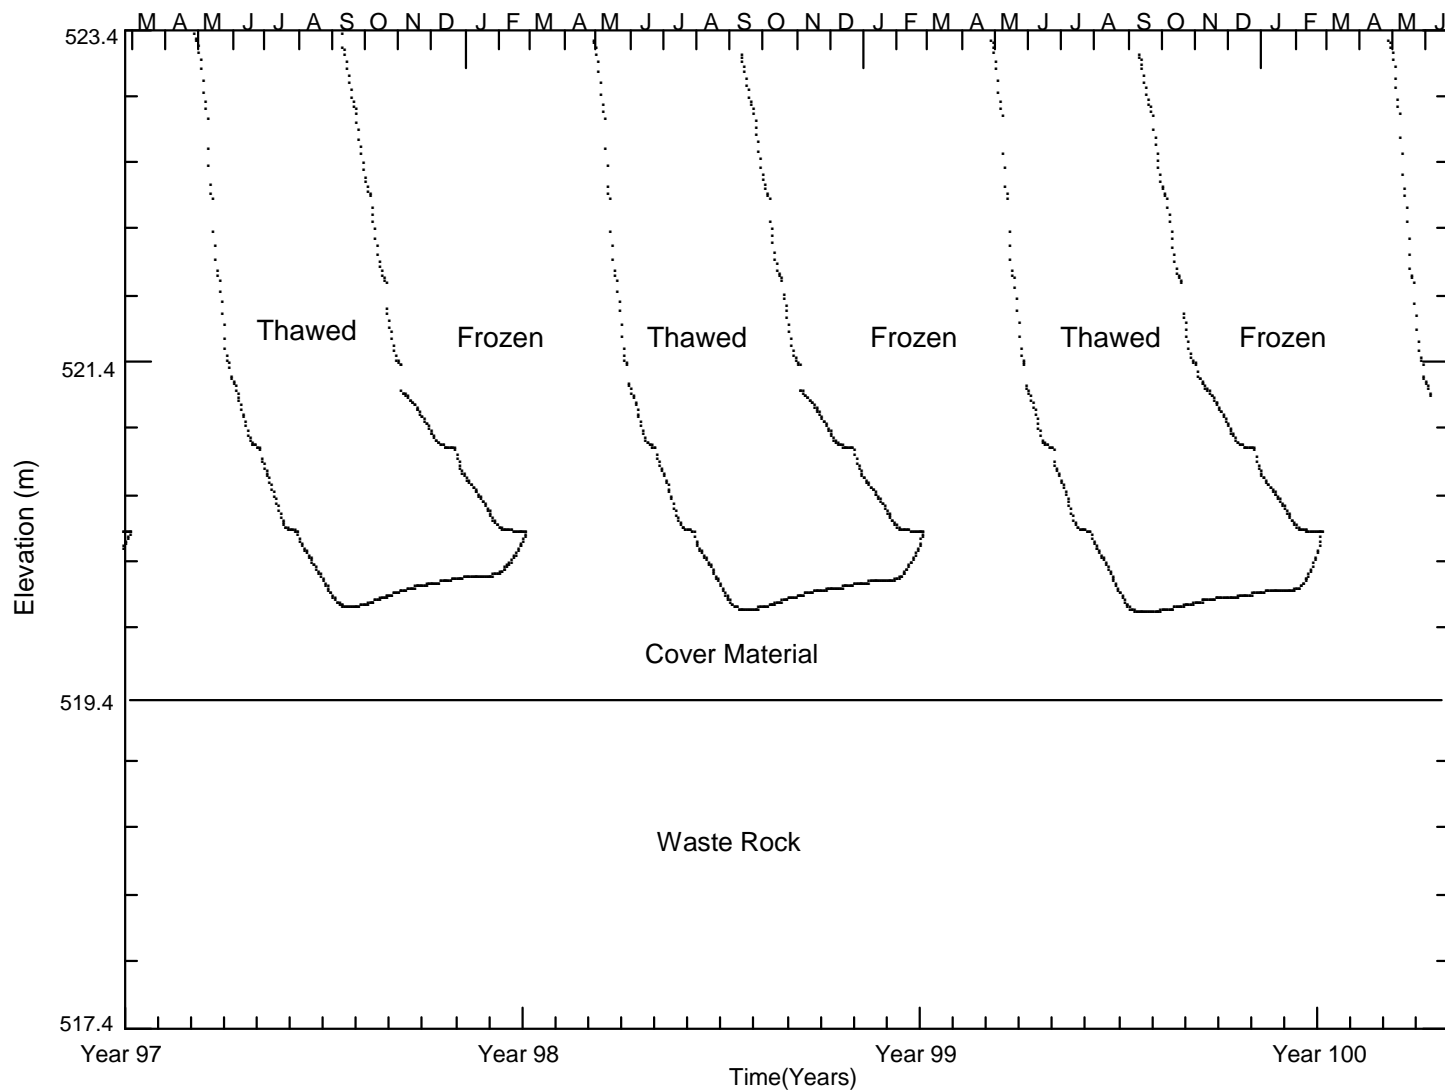 M A M J J A S O N D J F M A M J J A S O N D J F M A M J J A S O N D J F M A M J
523.4
Thawed Frozen Thawed Frozen Thawed Frozen
521.4
Elevation (m)
Cover Material
519.4
Waste Rock
517.4
Year 97 Year 98 Year 99 Year 100
Time(Years)